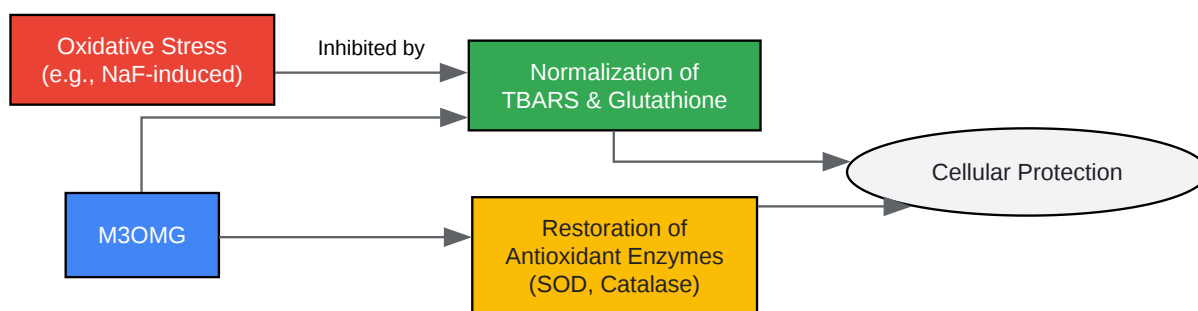 Oxidative Stress
(e.g., NaF-induced)
Inhibited by
Normalization of
TBARS & Glutathione
Cellular Protection
M3OMG
Restoration of
Antioxidant Enzymes
(SOD, Catalase)